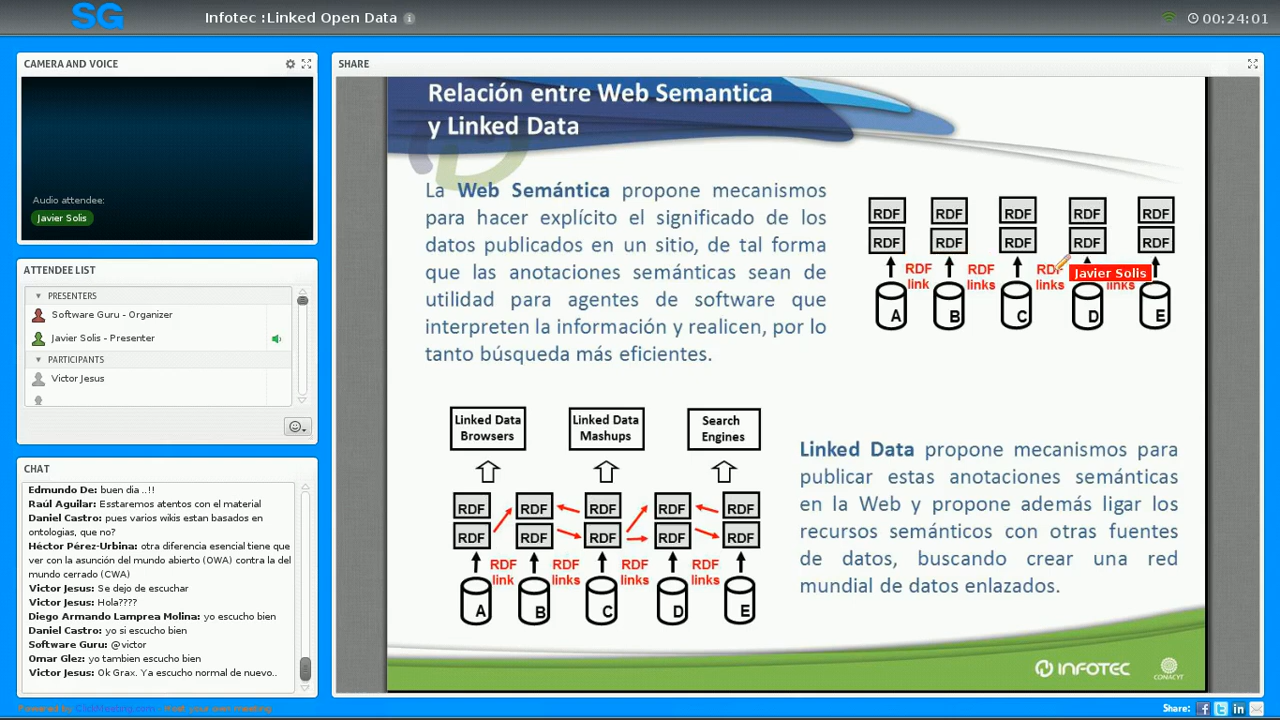 SG
Infotec :Linked Open Data
00:24:01
CAMERA AND VOICE
Audio attendee:
Javier Solis
ATTENDEE LIST
PRESENTERS
Software Guru - Organizer
Javier Solis - Presenter
PARTICIPANTS
Victor Jesus
CHAT
Edmundo De: buen dia ..!!
Raúl Aguilar: Esstaremos atentos con el material
Daniel Castro: pues varios wikis estan basados en
ontologias, que no?
Héctor Pérez-Urbina: otra diferencia esencial tiene que
ver con la asunción del mundo abierto (OWA) contra la del
mundo cerrado (CWA)
Victor Jesus: Se dejo de escuchar
Victor Jesus: Hola????
Diego Armando Lamprea Molina: yo escucho bien
Daniel Castro: yo si escucho bien
Software Guru: @victor
Omar Glez: yo tambien escucho bien
Victor Jesus: Ok Grax. Ya escucho normal de nuevo..
SHARE
Relación entre Web Semantica
y Linked Data
La Web Semántica propone mecanismos
para hacer explícito el significado de los
datos publicados en un sitio, de tal forma
que las anotaciones semánticas sean de
utilidad para agentes de software que
interpreten la información y realicen, por lo
tanto búsqueda más eficientes.
RDF RDF RDF RDF RDF
RDF RDF RDF RDF RDF
RDF RDF RDF
link links links links
Javier Solis
A B C D E
Linked Data Linked Data Search
Browsers Mashups Engines
RDF RDF RDF RDF RDF
RDF RDF RDF RDF RDF
RDF RDF RDF RDF
link links links links
A B C D E
Linked Data propone mecanismos para
publicar estas anotaciones semánticas
en la Web y propone además ligar los
recursos semánticos con otras fuentes
de datos, buscando crear una red
mundial de datos enlazados.
INFOTEC
CONACYT
Powered by ClickMeeting.com - Host your own meeting
Share: